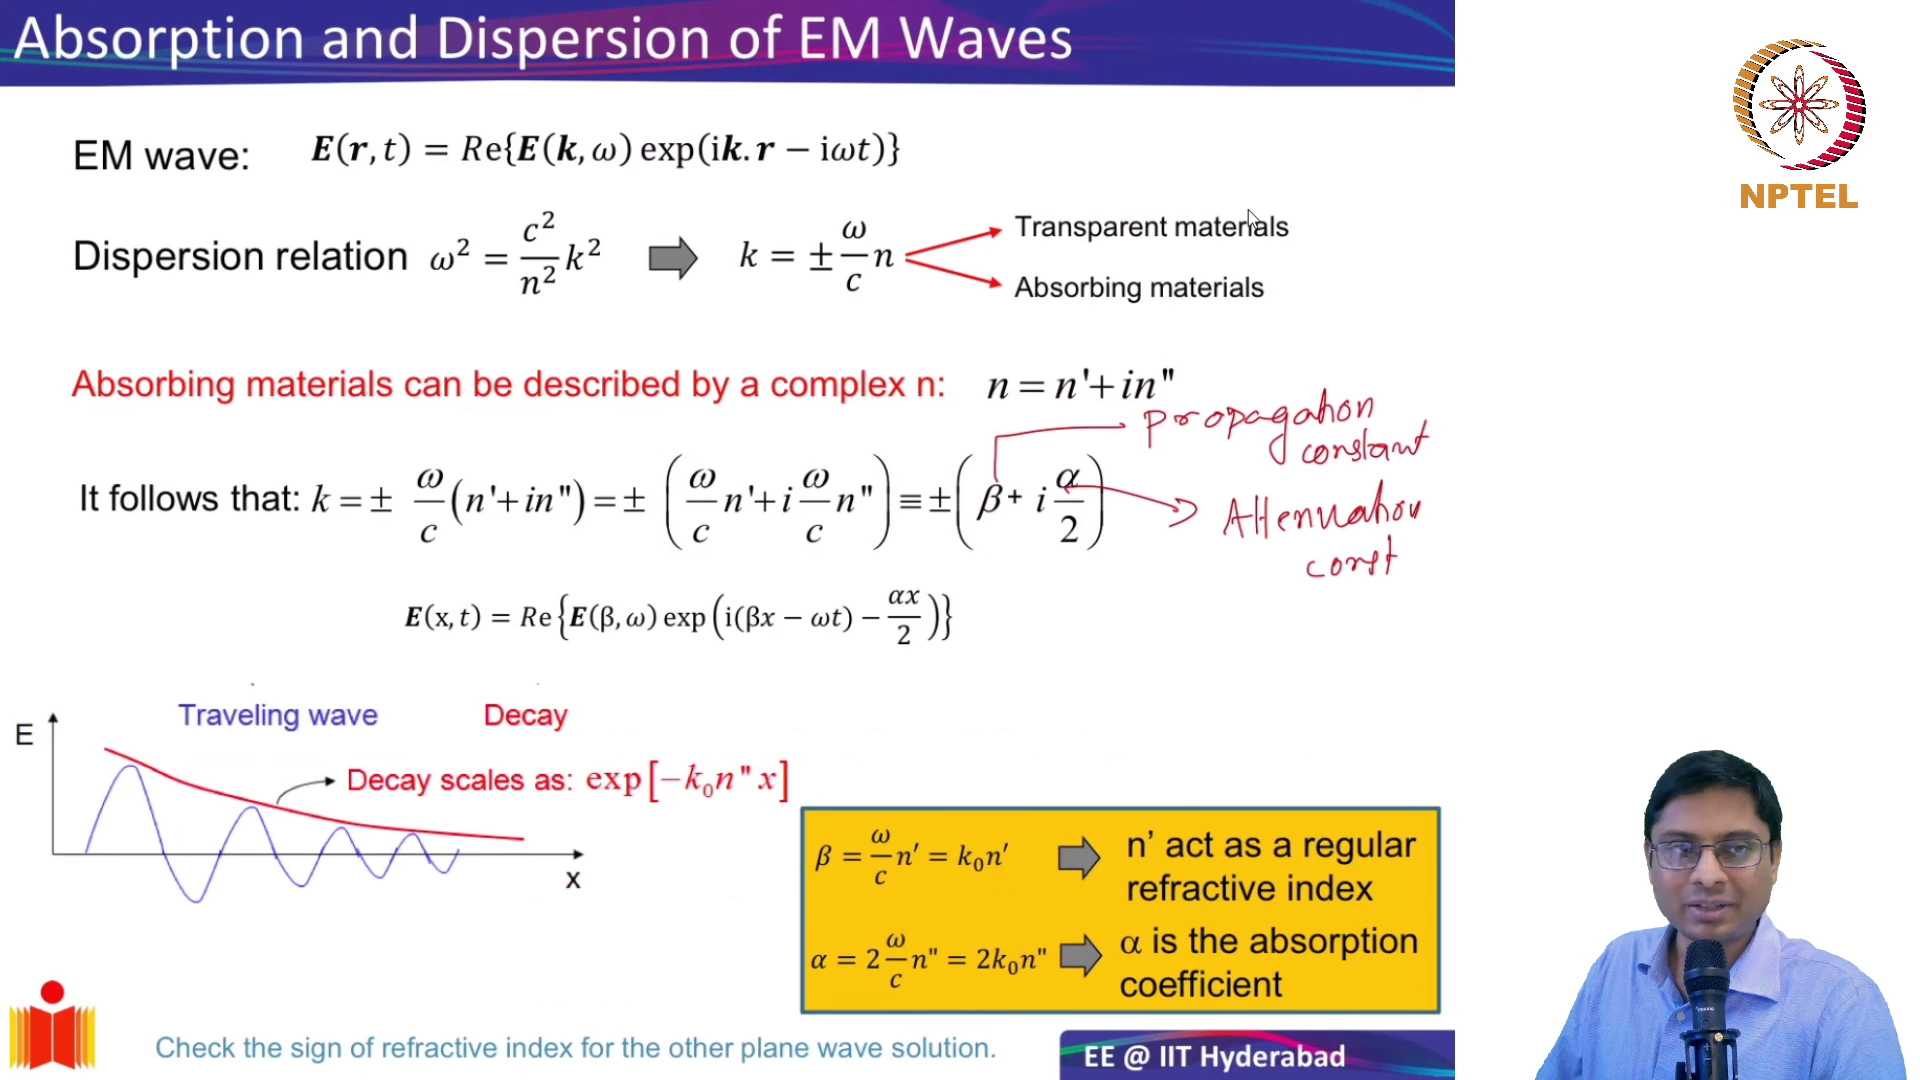 Absorption and Dispersion of EM Waves
NPTEL
EM wave: E(r, t) = Re{E(k, ω) exp(ik. r − iωt)}
Dispersion relation ω² = c²/n² k² k = ± ω/c n
Transparent materials
Absorbing materials
Absorbing materials can be described by a complex n: n = n'+ in"
Propagation
constant
It follows that: k = ± ω/c (n'+ in") = ± (ω/c n'+ i ω/c n") ≡ ± (β + i α/2)
Attenuation
const
E(x, t) = Re{E(β, ω) exp(i(βx − ωt) − αx/2)}
Traveling wave Decay
E
Decay scales as: exp[−k₀n"x]
x
β = ω/c n' = k₀n' n’ act as a regular
refractive index
α = 2 ω/c n" = 2k₀n" α is the absorption
coefficient
Check the sign of refractive index for the other plane wave solution.
EE @ IIT Hyderabad